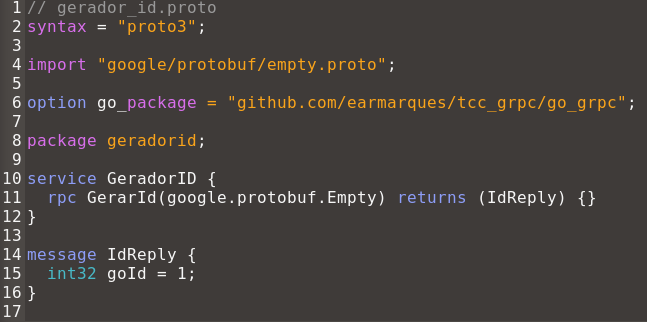 1 // gerador_id.proto
2 syntax = "proto3";
3
4 import "google/protobuf/empty.proto";
5
6 option go_package = "github.com/earmarques/tcc_grpc/go_grpc";
7
8 package geradorid;
9
10 service GeradorID {
11   rpc GerarId(google.protobuf.Empty) returns (IdReply) {}
12 }
13
14 message IdReply {
15   int32 goId = 1;
16 }
17